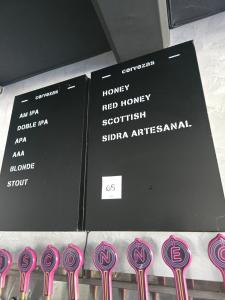 cervezas
AM IPA
DOBLE IPA
APA
AAA
BLONDE
STOUT
cervezas
HONEY
RED HONEY
SCOTTISH
SIDRA ARTESANAL
65
S C O N N E C